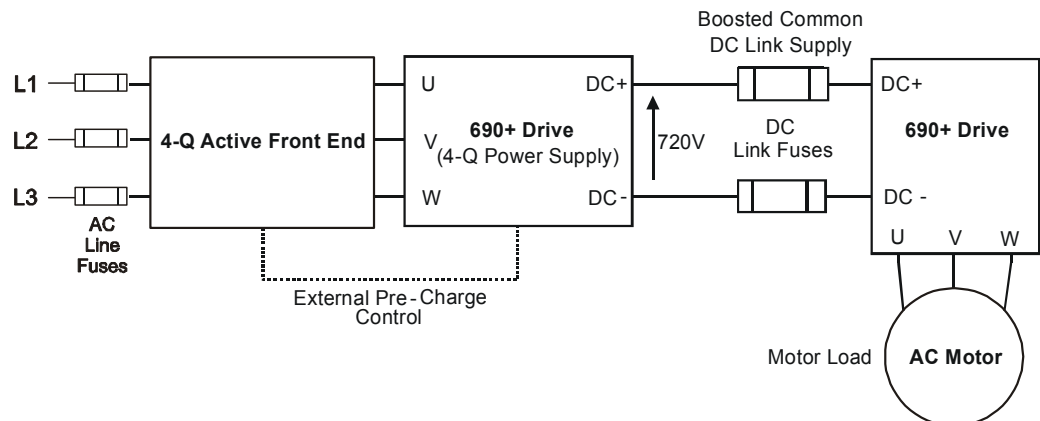 Boosted Common
DC Link Supply
L1
L2
L3
AC
Line
Fuses
4-Q Active Front End
U
V
W
690+ Drive
(4-Q Power Supply)
DC+
DC-
External Pre-Charge
Control
720V
DC
Link Fuses
DC+
690+ Drive
DC -
U V W
Motor Load
AC Motor